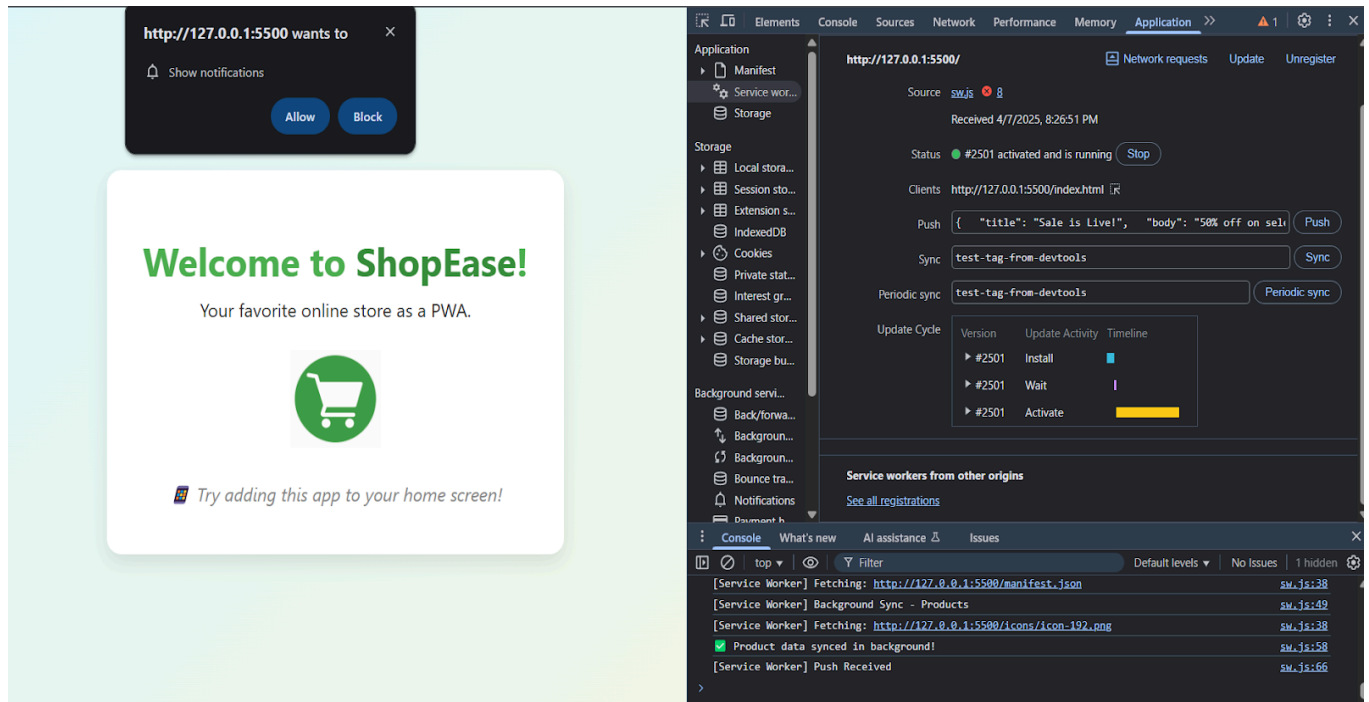 http://127.0.0.1:5500 wants to
Show notifications
Allow Block
Welcome to ShopEase!
Your favorite online store as a PWA.
Try adding this app to your home screen!
Elements Console Sources Network Performance Memory Application 1
Application
Manifest
Service wor...
Storage
Storage
Local stora...
Session sto...
Extension s...
IndexedDB
Cookies
Private stat...
Interest gr...
Shared stor...
Cache stor...
Storage bu...
Background servi...
Back/forwa...
Backgroun...
Backgroun...
Bounce tra...
Notifications
Payment h
http://127.0.0.1:5500/ Network requests Update Unregister
Source sw.js 8
Received 4/7/2025, 8:26:51 PM
Status #2501 activated and is running Stop
Clients http://127.0.0.1:5500/index.html
Push { "title": "Sale is Live!", "body": "50% off on sele Push
Sync test-tag-from-devtools Sync
Periodic sync test-tag-from-devtools Periodic sync
Update Cycle Version Update Activity Timeline
#2501 Install
#2501 Wait
#2501 Activate
Service workers from other origins
See all registrations
Console What's new AI assistance Issues
top Filter Default levels No Issues 1 hidden
[Service Worker] Fetching: http://127.0.0.1:5500/manifest.json sw.js:38
[Service Worker] Background Sync - Products sw.js:49
[Service Worker] Fetching: http://127.0.0.1:5500/icons/icon-192.png sw.js:38
Product data synced in background! sw.js:58
[Service Worker] Push Received sw.js:66